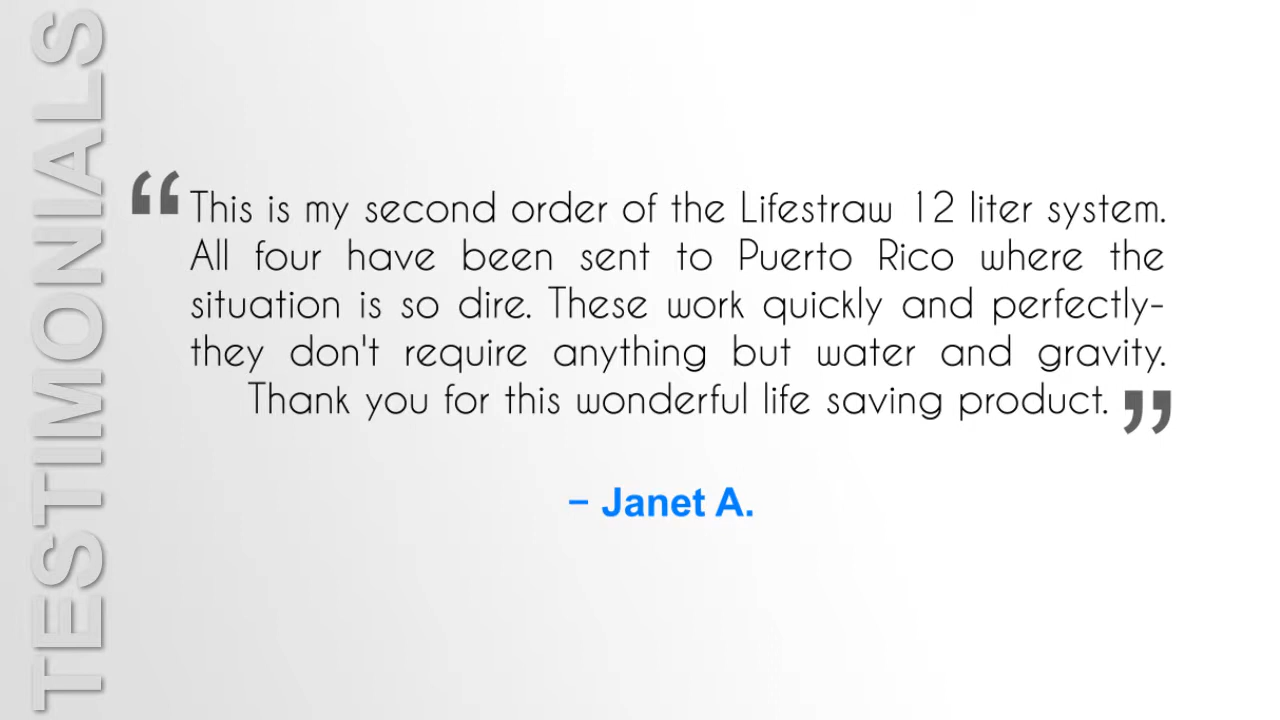 TESTIMONIALS
“This is my second order of the Lifestraw 12 liter system.
All four have been sent to Puerto Rico where the
situation is so dire. These work quickly and perfectly-
they don't require anything but water and gravity.
Thank you for this wonderful life saving product.”
– Janet A.